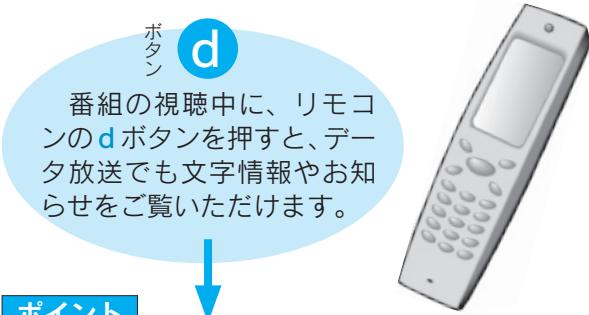 ボタン d
番組の視聴中に、リモコ
ンのdボタンを押すと、デー
タ放送でも文字情報やお知
らせをご覧いただけます。
ポイント